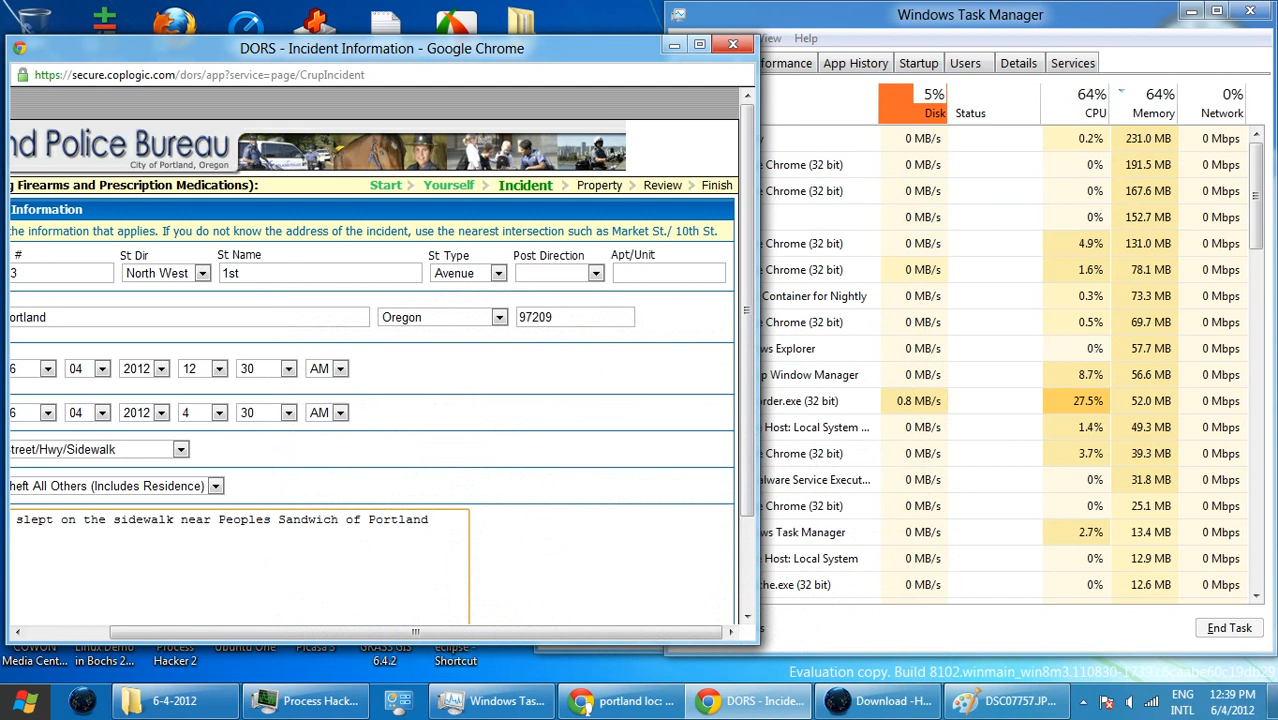 DORS - Incident Information - Google Chrome
https://secure.coplogic.com/dors/app?service=page/CrupIncident
nd Police Bureau
City of Portland, Oregon
g Firearms and Prescription Medications):
Start
Yourself
Incident
Property
Review
Finish
Information
the information that applies. If you do not know the address of the incident, use the nearest intersection such as Market St./ 10th St.
#
St Dir
St Name
St Type
Post Direction
Apt/Unit
3
North West
1st
Avenue
ortland
Oregon
97209
6
04
2012
12
30
AM
6
04
2012
4
30
AM
treet/Hwy/Sidewalk
heft All Others (Includes Residence)
slept on the sidewalk near Peoples Sandwich of Portland
Windows Task Manager
View
Help
formance
App History
Startup
Users
Details
Services
5%
64%
64%
0%
Disk
Status
CPU
Memory
Network
y 0 MB/s 0.2% 231.0 MB 0 Mbps
e Chrome (32 bit) 0 MB/s 0% 191.5 MB 0 Mbps
e Chrome (32 bit) 0 MB/s 0% 167.6 MB 0 Mbps
0 MB/s 0% 152.7 MB 0 Mbps
e Chrome (32 bit) 0 MB/s 4.9% 131.0 MB 0 Mbps
e Chrome (32 bit) 0 MB/s 1.6% 78.1 MB 0 Mbps
Container for Nightly 0 MB/s 0.3% 73.3 MB 0 Mbps
e Chrome (32 bit) 0 MB/s 0.5% 69.7 MB 0 Mbps
ws Explorer 0 MB/s 0% 57.7 MB 0 Mbps
p Window Manager 0 MB/s 8.7% 56.6 MB 0 Mbps
order.exe (32 bit) 0.8 MB/s 27.5% 52.0 MB 0 Mbps
e Host: Local System ... 0 MB/s 1.4% 49.3 MB 0 Mbps
e Chrome (32 bit) 0 MB/s 3.7% 39.3 MB 0 Mbps
alware Service Execut... 0 MB/s 0% 31.8 MB 0 Mbps
e Chrome (32 bit) 0 MB/s 0% 25.1 MB 0 Mbps
ws Task Manager 0 MB/s 2.7% 13.4 MB 0 Mbps
e Host: Local System 0 MB/s 0% 12.9 MB 0 Mbps
he.exe (32 bit) 0 MB/s 0% 12.6 MB 0 Mbps
s
End Task
COWON Media Cent...
Linux Demo in Bochs 2...
Process Hacker 2
Ubuntu One
Picasa 3
GRASS GIS 6.4.2
eclipse - Shortcut
Evaluation copy. Build 8102.winmain_win8m3.110830-1739
6-4-2012
Process Hack...
Windows Tas...
portland loc: ...
DORS - Incide...
Download -H...
DSC07757.JP...
ENG
INTL
12:39 PM
6/4/2012